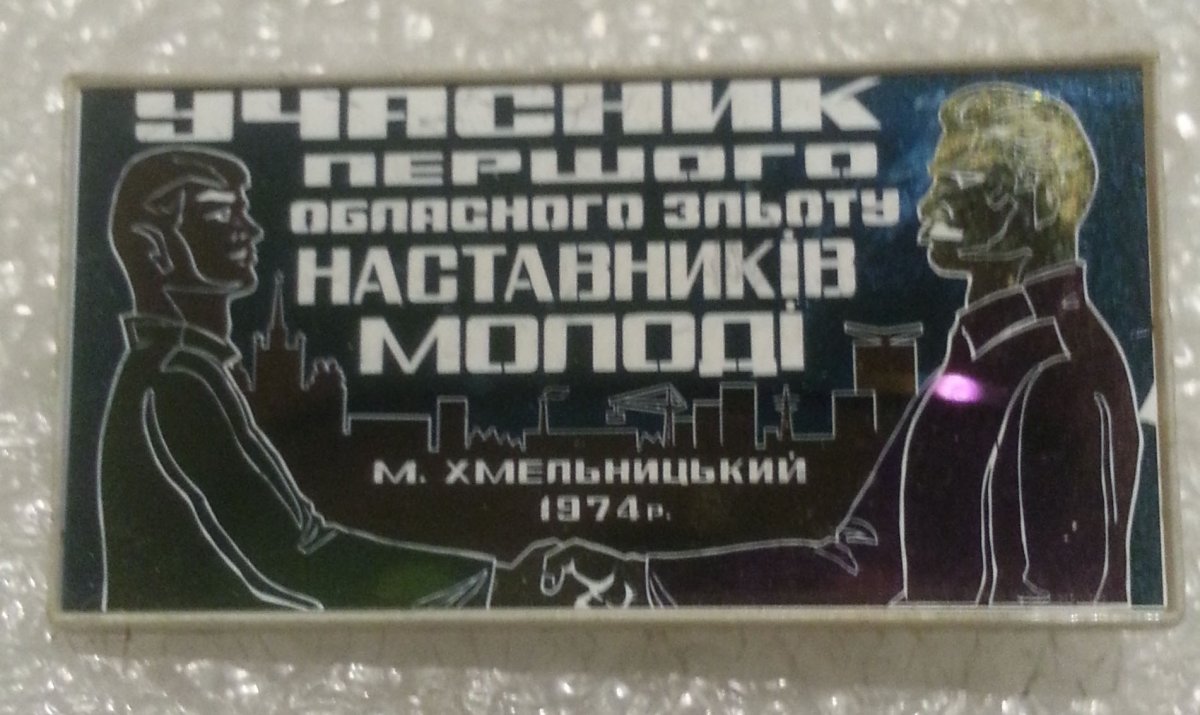 УЧАСНИК
ПЕРШОГО
ОБЛАСНОГО ЗЛЬОТУ
НАСТАВНИКІВ
МОЛОДІ
М. ХМЕЛЬНИЦЬКИЙ
1974 р.